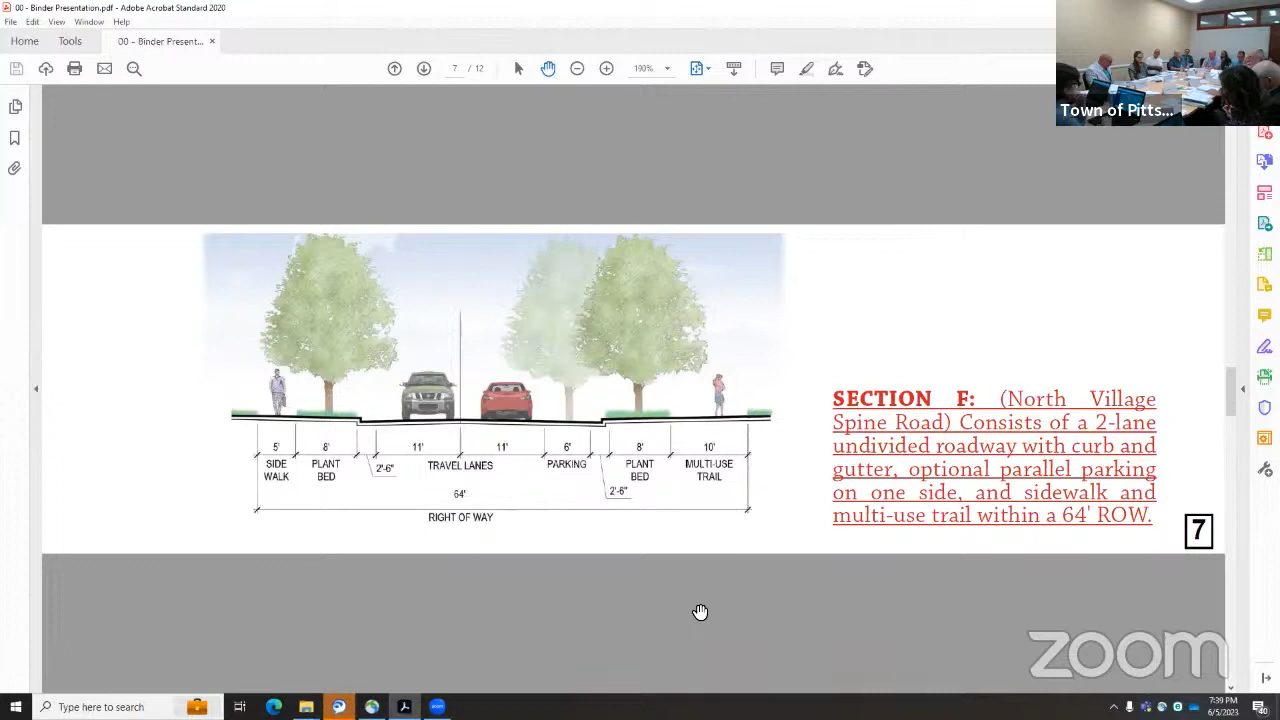 00 - Binder Presentation.pdf - Adobe Acrobat Standard 2020
File Edit View Window Help
Home Tools 00 - Binder Present... ×
7 / 12 190%
Town of Pitts...
5' 8' 11' 11' 6' 8' 10'
SIDE WALK
PLANT BED
2'-6"
TRAVEL LANES
PARKING
2'-6"
PLANT BED
MULTI-USE TRAIL
64'
RIGHT OF WAY
SECTION F: (North Village
Spine Road) Consists of a 2-lane
undivided roadway with curb and
gutter, optional parallel parking
on one side, and sidewalk and
multi-use trail within a 64' ROW.
7
zoom
Type here to search
7:39 PM
6/5/2023
40